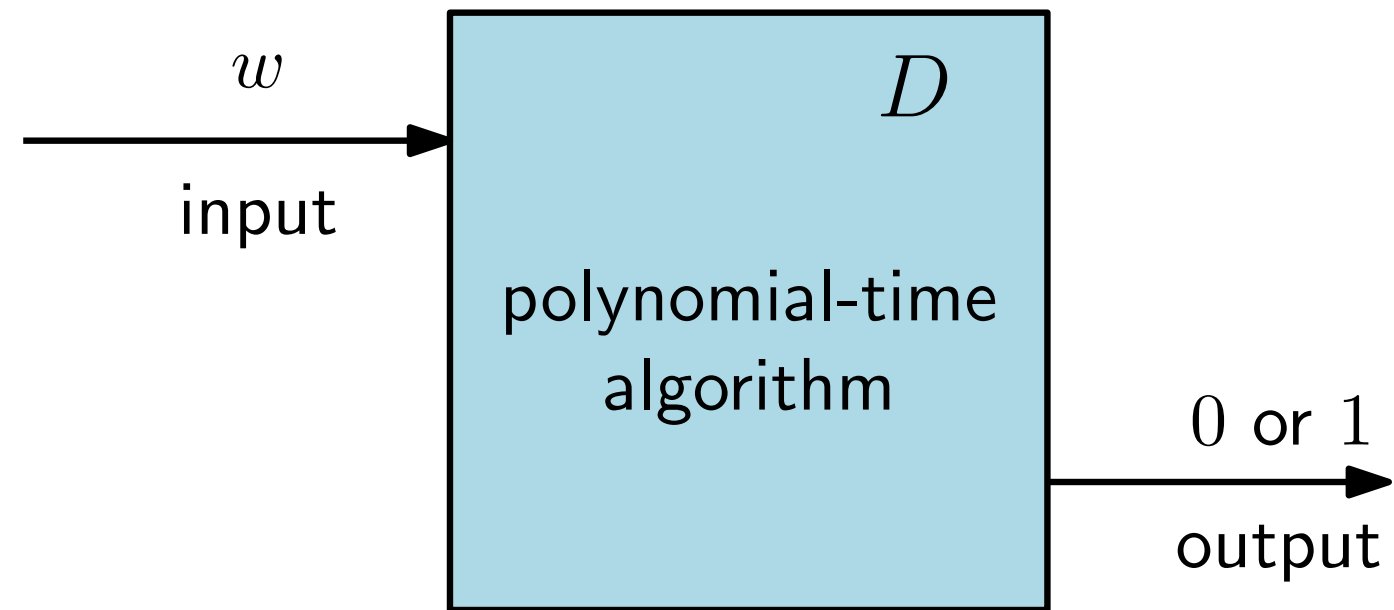 w
input
D
polynomial-time
algorithm
0 or 1
output